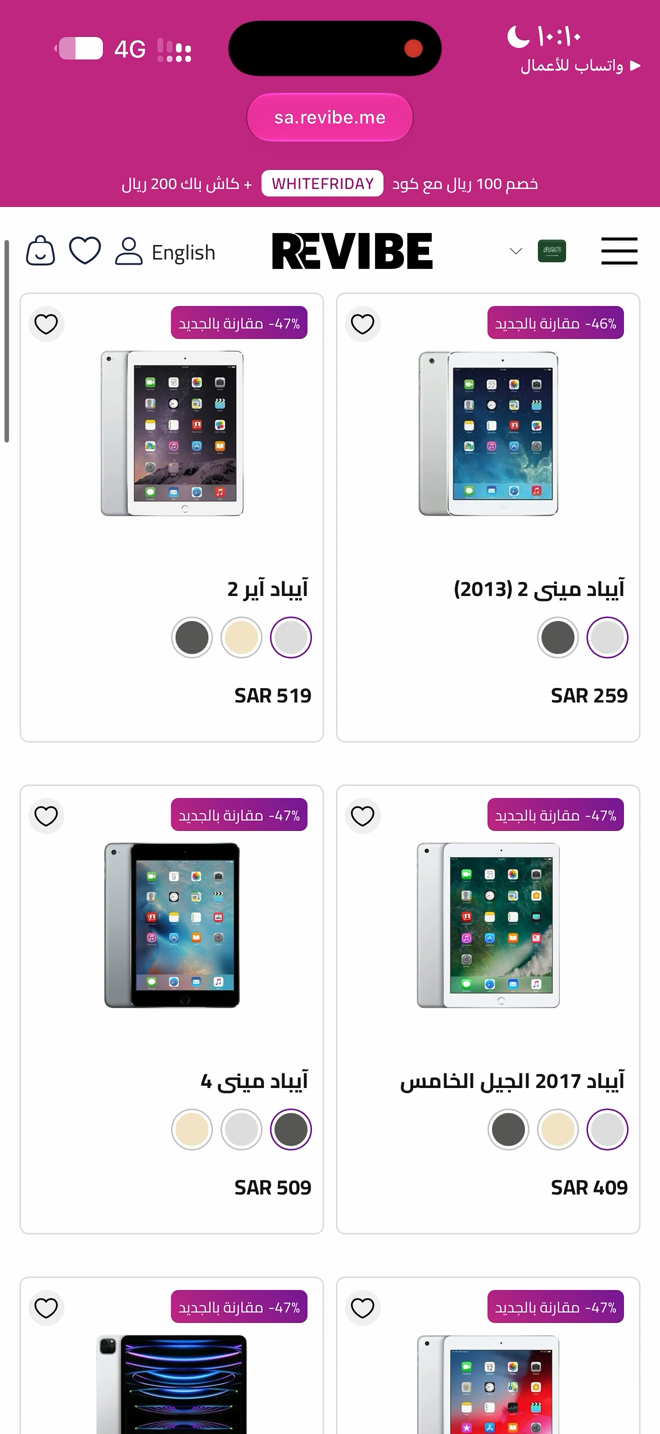 ١٠:١٠
4G
◀ واتساب للأعمال
sa.revibe.me
خصم 100 ريال مع كود WHITEFRIDAY + كاش باك 200 ريال
REVIBE
English
-46% مقارنة بالجديد
-47% مقارنة بالجديد
آيباد ميني 2 (2013)
آيباد آير 2
SAR 259
SAR 519
-47% مقارنة بالجديد
-47% مقارنة بالجديد
آيباد 2017 الجيل الخامس
آيباد ميني 4
SAR 409
SAR 509
-47% مقارنة بالجديد
-47% مقارنة بالجديد